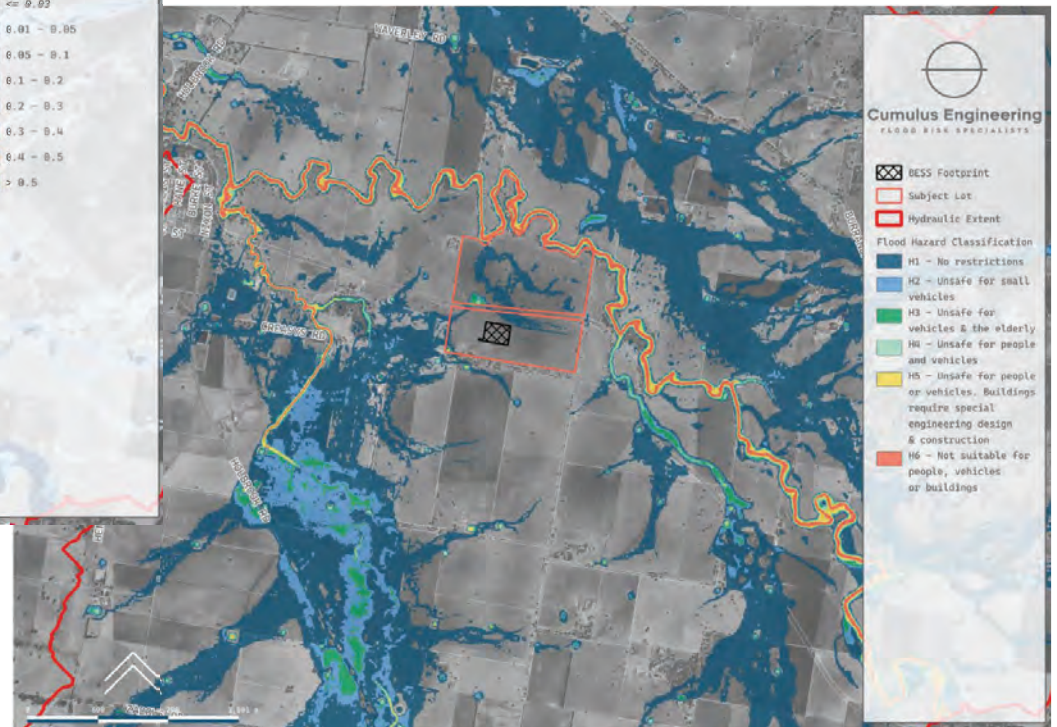 <= 0.03
0.01 - 0.05
0.05 - 0.1
0.1 - 0.2
0.2 - 0.3
0.3 - 0.4
0.4 - 0.5
> 0.5
WAVERLEY RD
Cumulus Engineering
FLOOD RISK SPECIALISTS
BESS Footprint
Subject Lot
Hydraulic Extent
Flood Hazard Classification
H1 - No restrictions
H2 - Unsafe for small
vehicles
H3 - Unsafe for
vehicles & the elderly
H4 - Unsafe for people
and vehicles
H5 - Unsafe for people
or vehicles. Buildings
require special
engineering design
& construction
H6 - Not suitable for
people, vehicles
or buildings